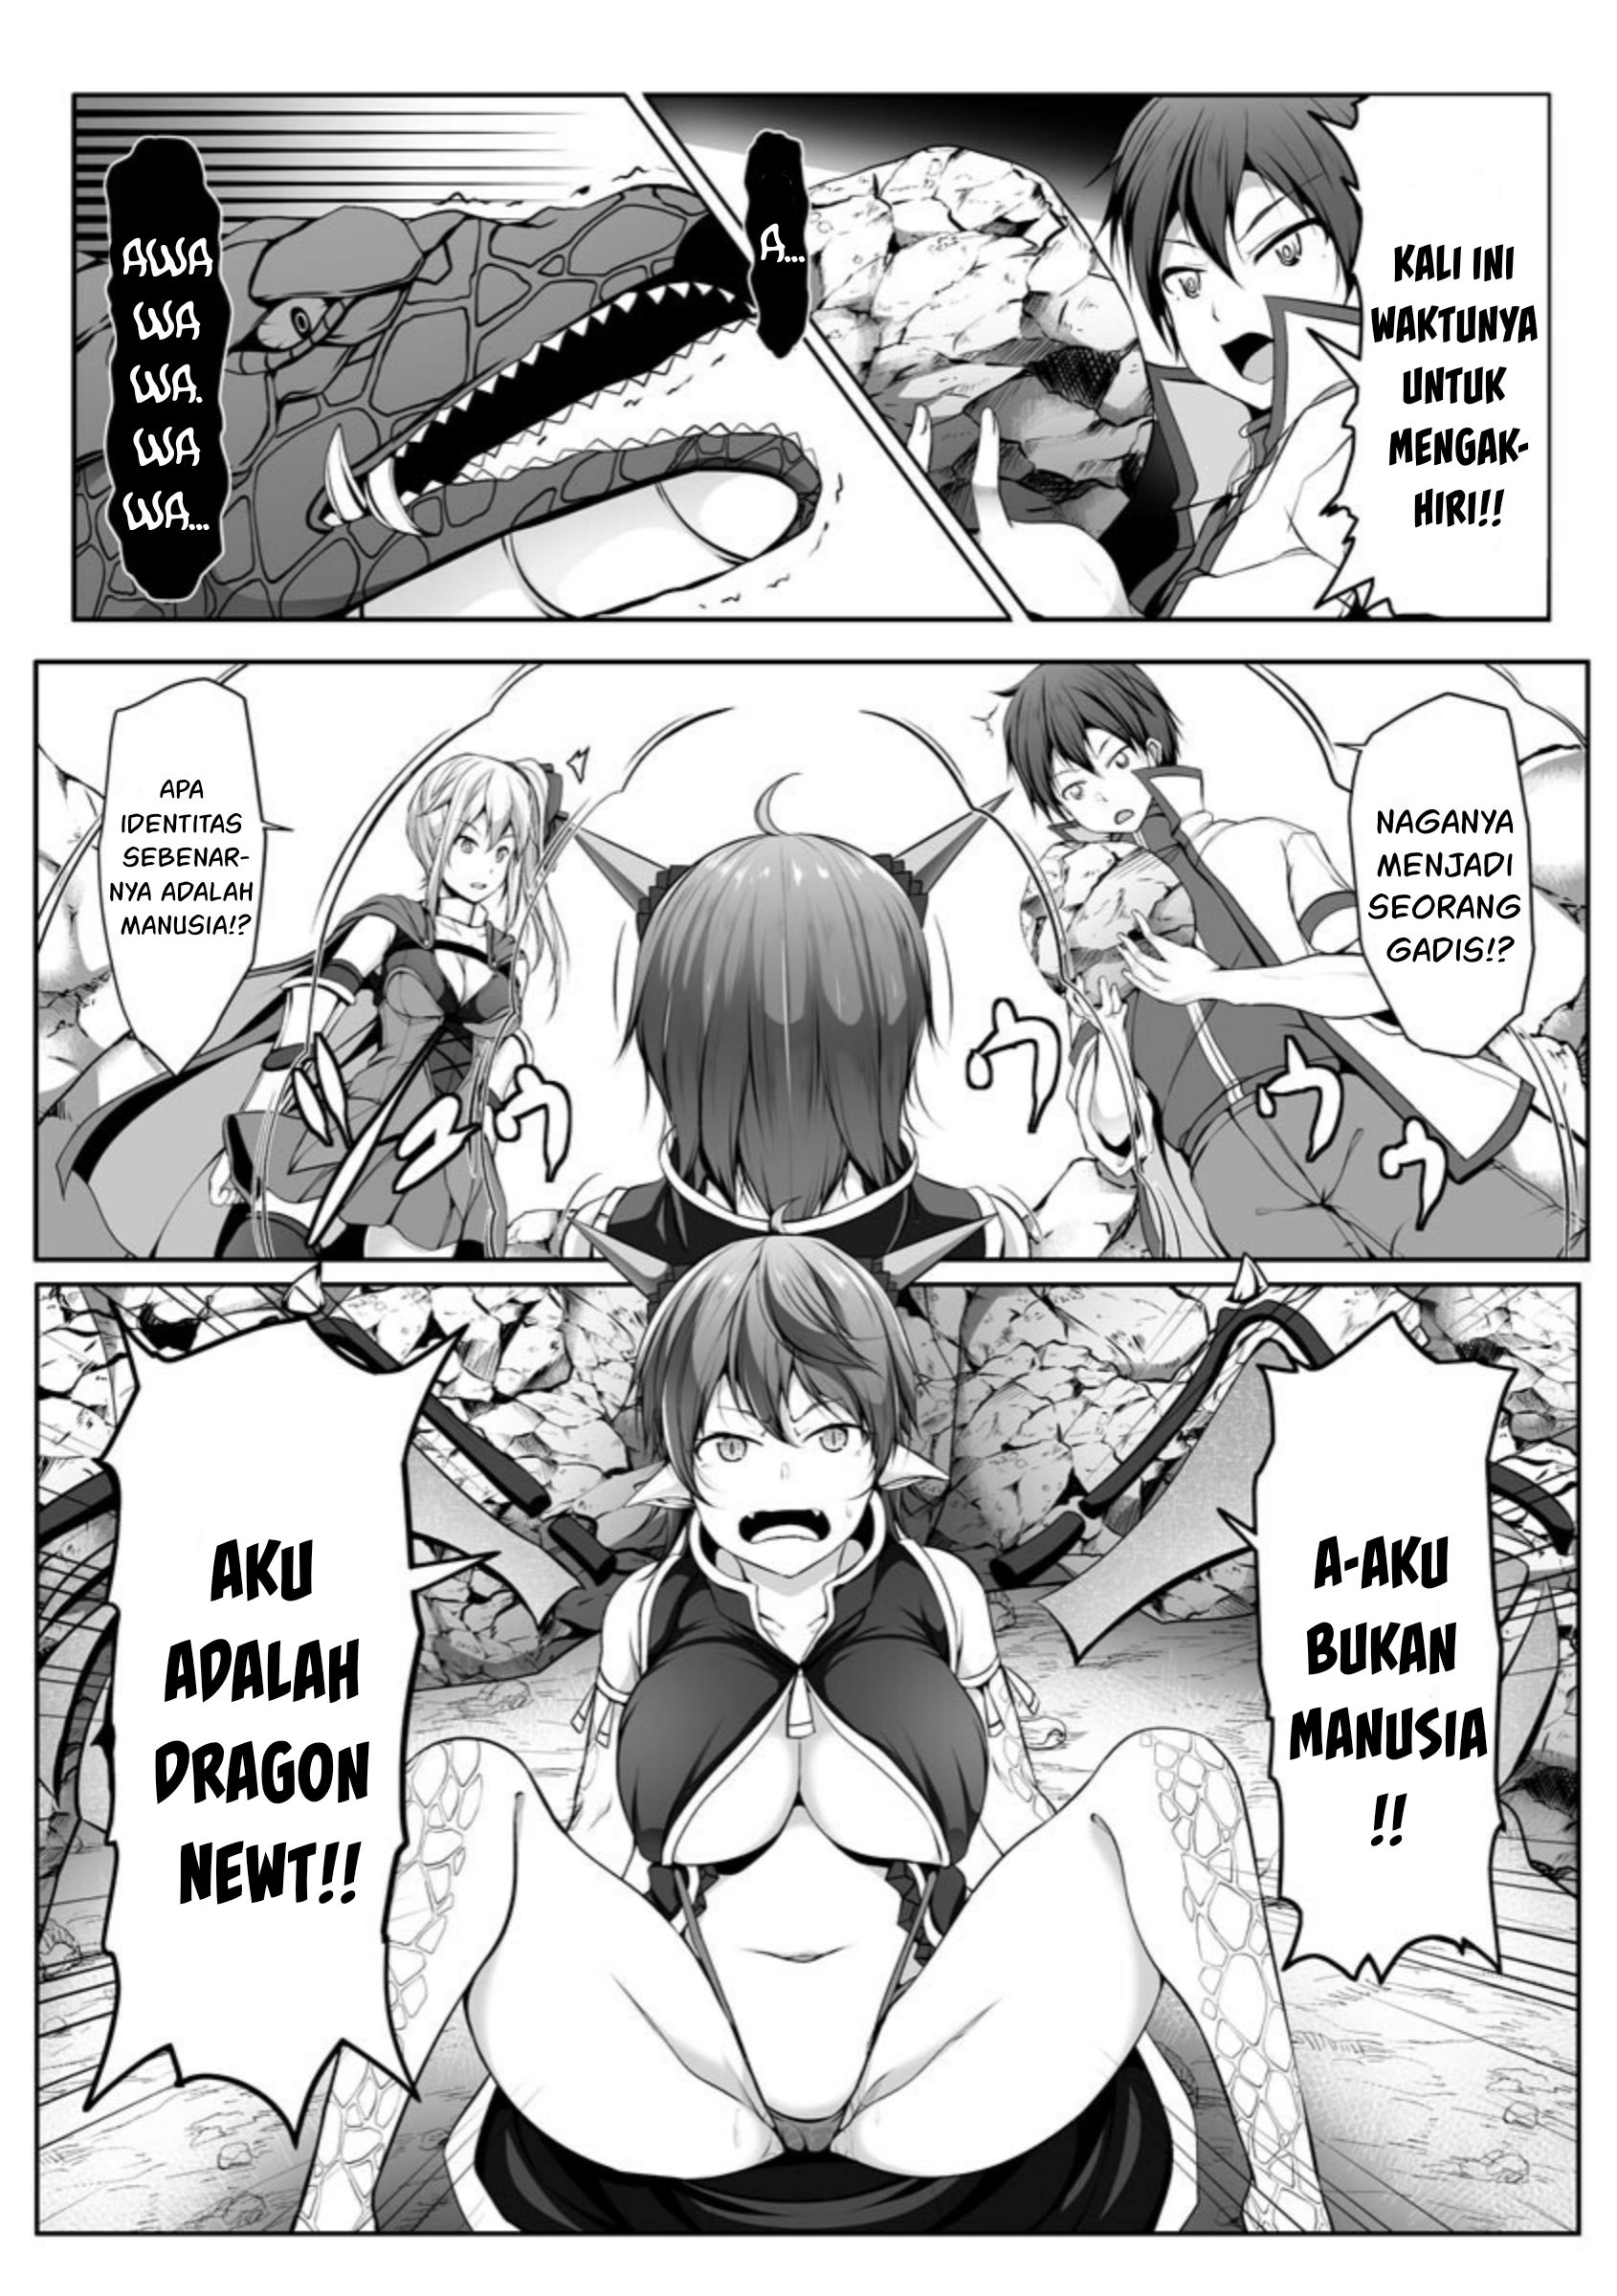 KALI INI
WAKTUNYA
UNTUK
MENGAK-
HIRI!!
A...
AWA
WA
WA.
WA
WA...
NAGANYA
MENJADI
SEORANG
GADIS!?
APA
IDENTITAS
SEBENAR-
NYA ADALAH
MANUSIA!?
A-AKU
BUKAN
MANUSIA
!!
AKU
ADALAH
DRAGON
NEWT!!